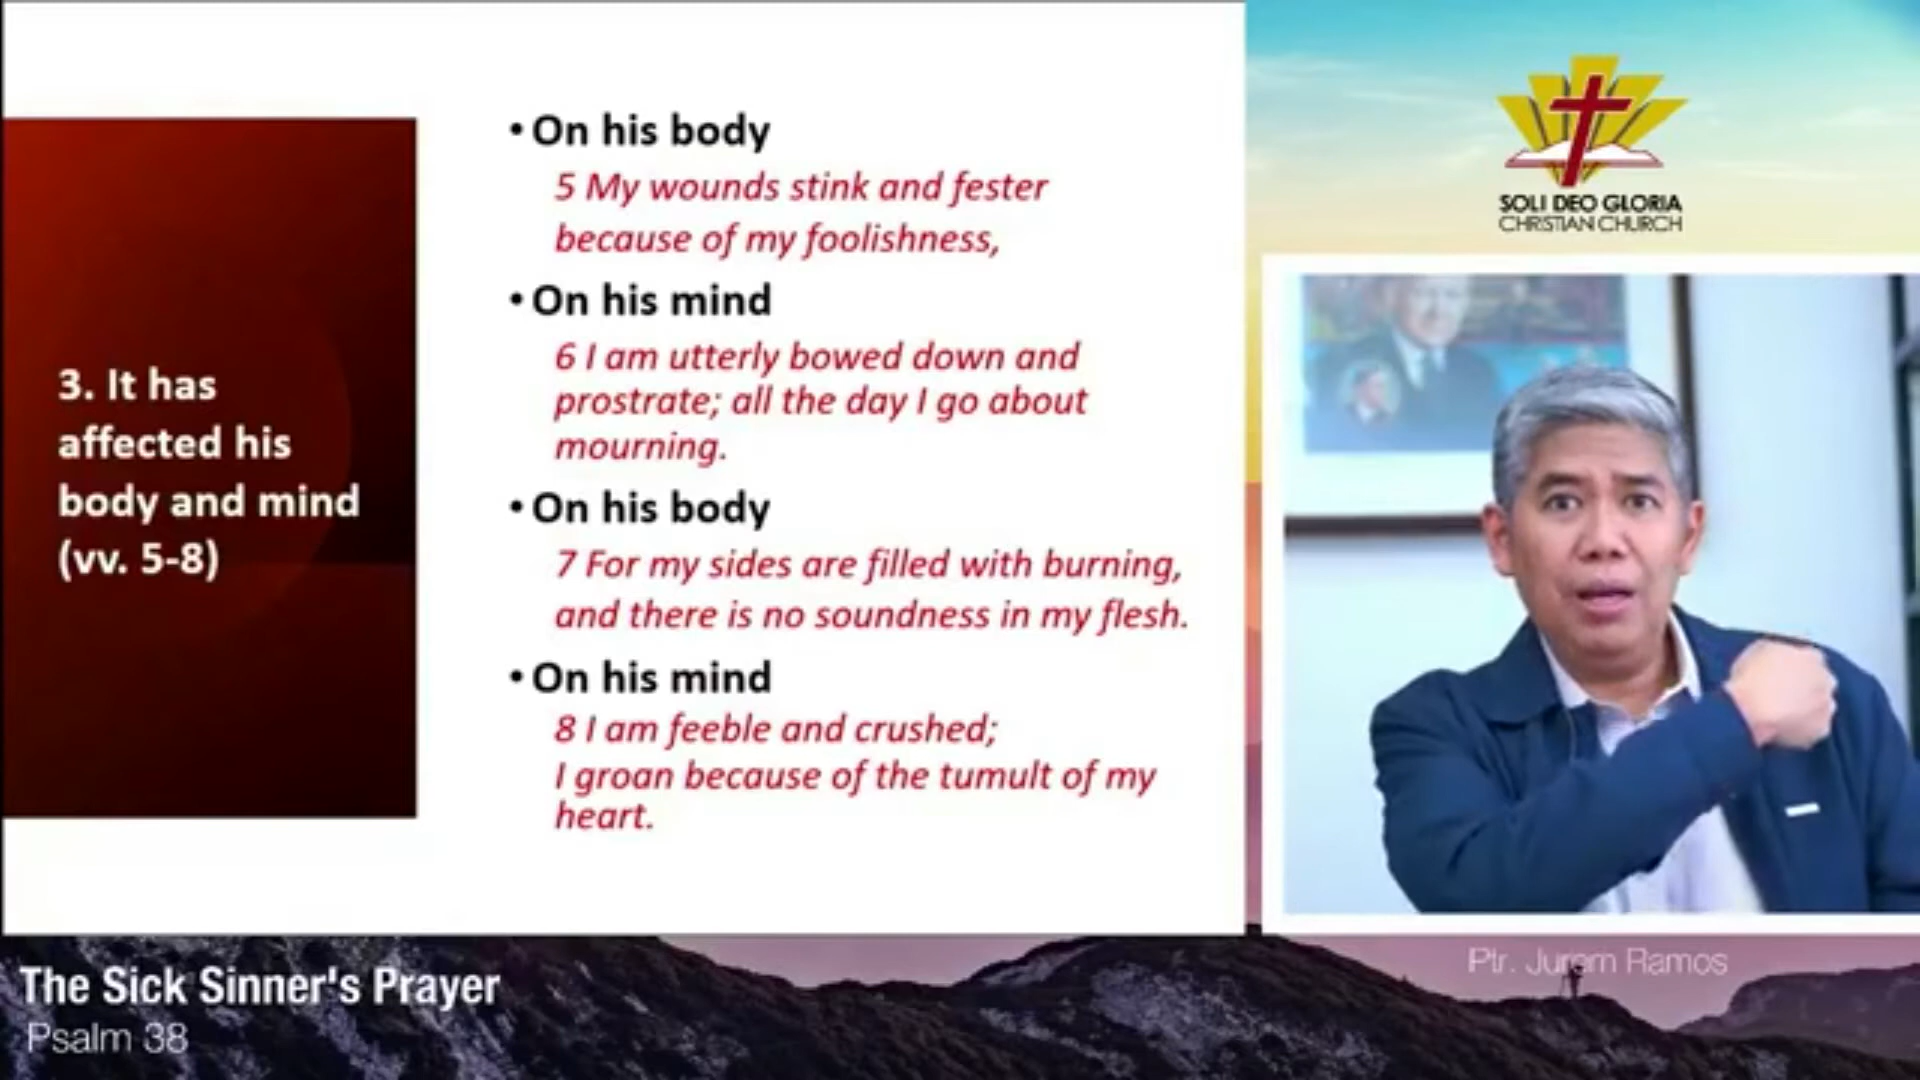 3. It has
affected his
body and mind
(vv. 5-8)
• On his body
5 My wounds stink and fester
because of my foolishness,
• On his mind
6 I am utterly bowed down and
prostrate; all the day I go about
mourning.
• On his body
7 For my sides are filled with burning,
and there is no soundness in my flesh.
• On his mind
8 I am feeble and crushed;
I groan because of the tumult of my
heart.
SOLI DEO GLORIA
CHRISTIAN CHURCH
Ptr. Jurem Ramos
The Sick Sinner's Prayer
Psalm 38